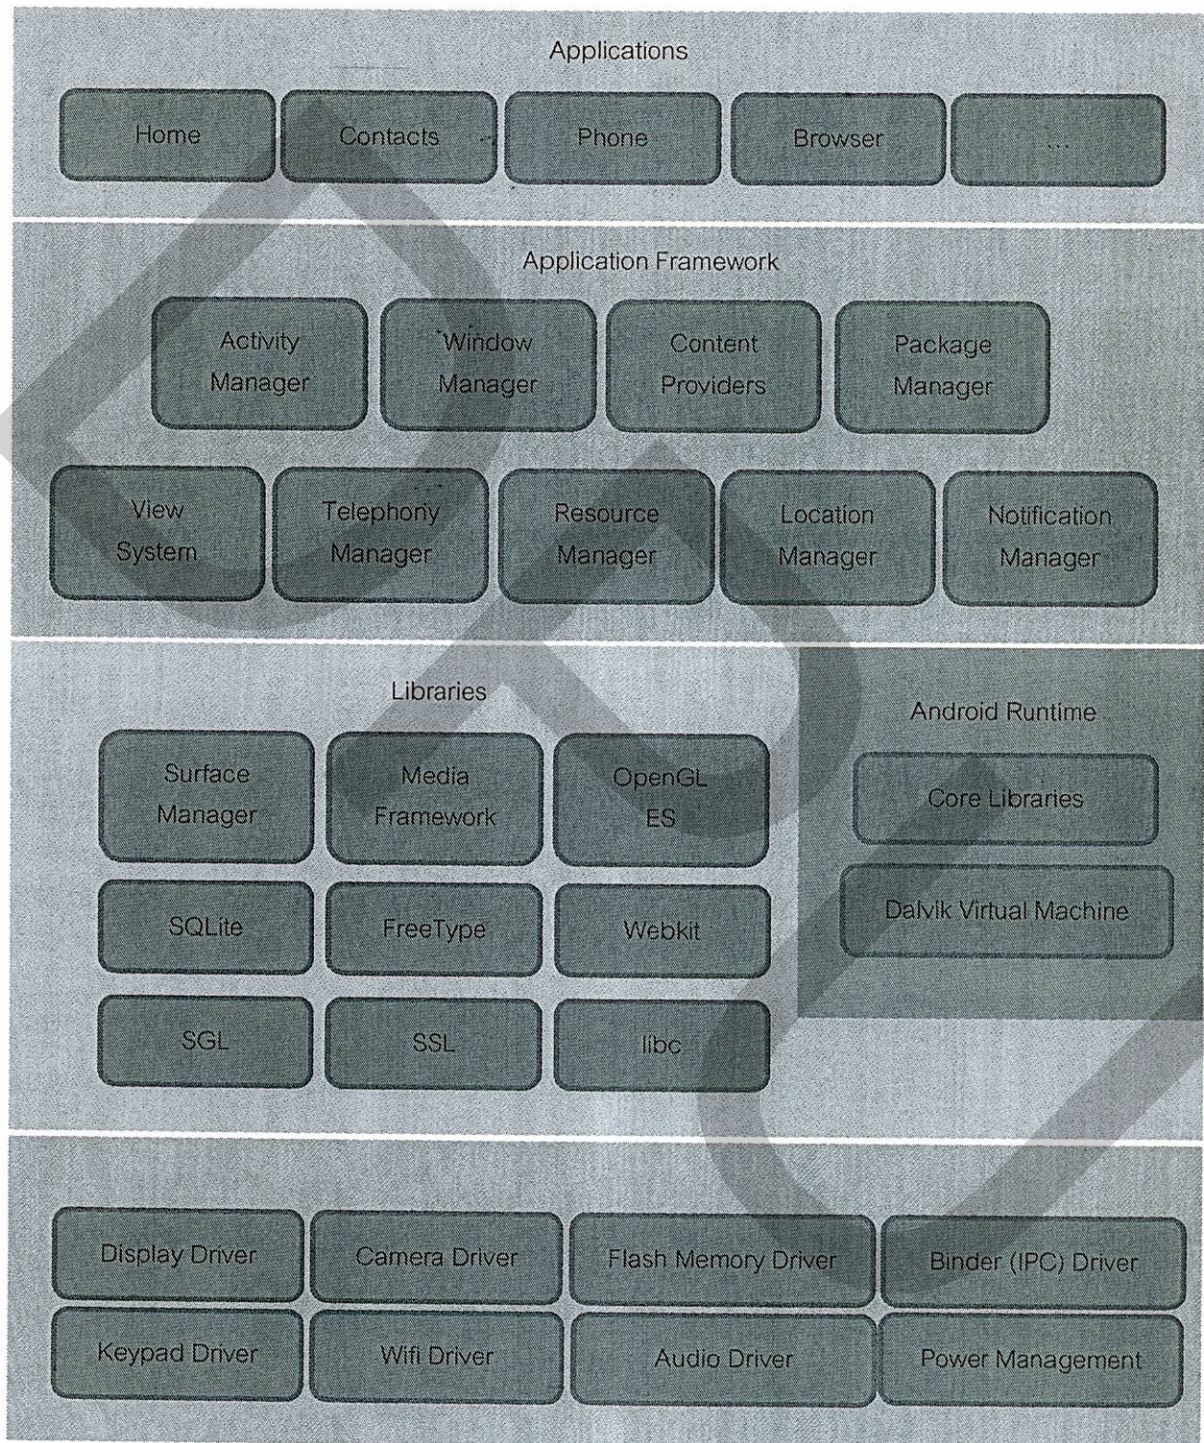 Applications
Home
Contacts
Phone
Browser
...
Application Framework
Activity
Manager
Window
Manager
Content
Providers
Package
Manager
View
System
Telephony
Manager
Resource
Manager
Location
Manager
Notification
Manager
Libraries
Surface
Manager
Media
Framework
OpenGL
ES
SQLite
FreeType
Webkit
SGL
SSL
libc
Android Runtime
Core Libraries
Dalvik Virtual Machine
Display Driver
Camera Driver
Flash Memory Driver
Binder (IPC) Driver
Keypad Driver
Wifi Driver
Audio Driver
Power Management